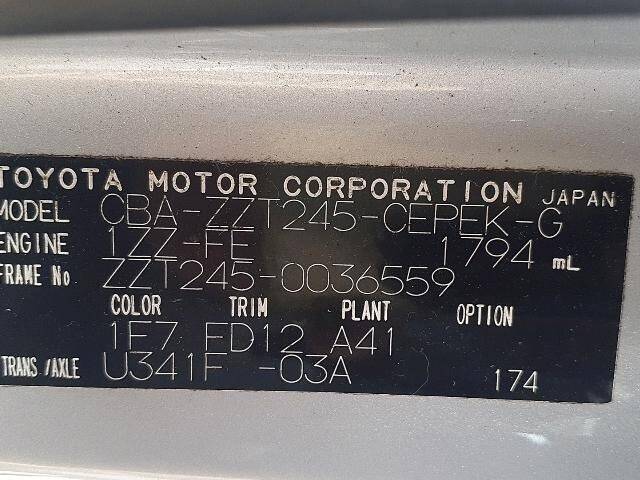 TOYOTA MOTOR CORPORATION JAPAN
MODEL CBA-ZZT245-CEPEK-G
ENGINE 1ZZ-FE 1794 mL
FRAME No ZZT245-0036559
COLOR TRIM PLANT OPTION
1F7 FD12 A41
TRANS/AXLE U341F -03A
174